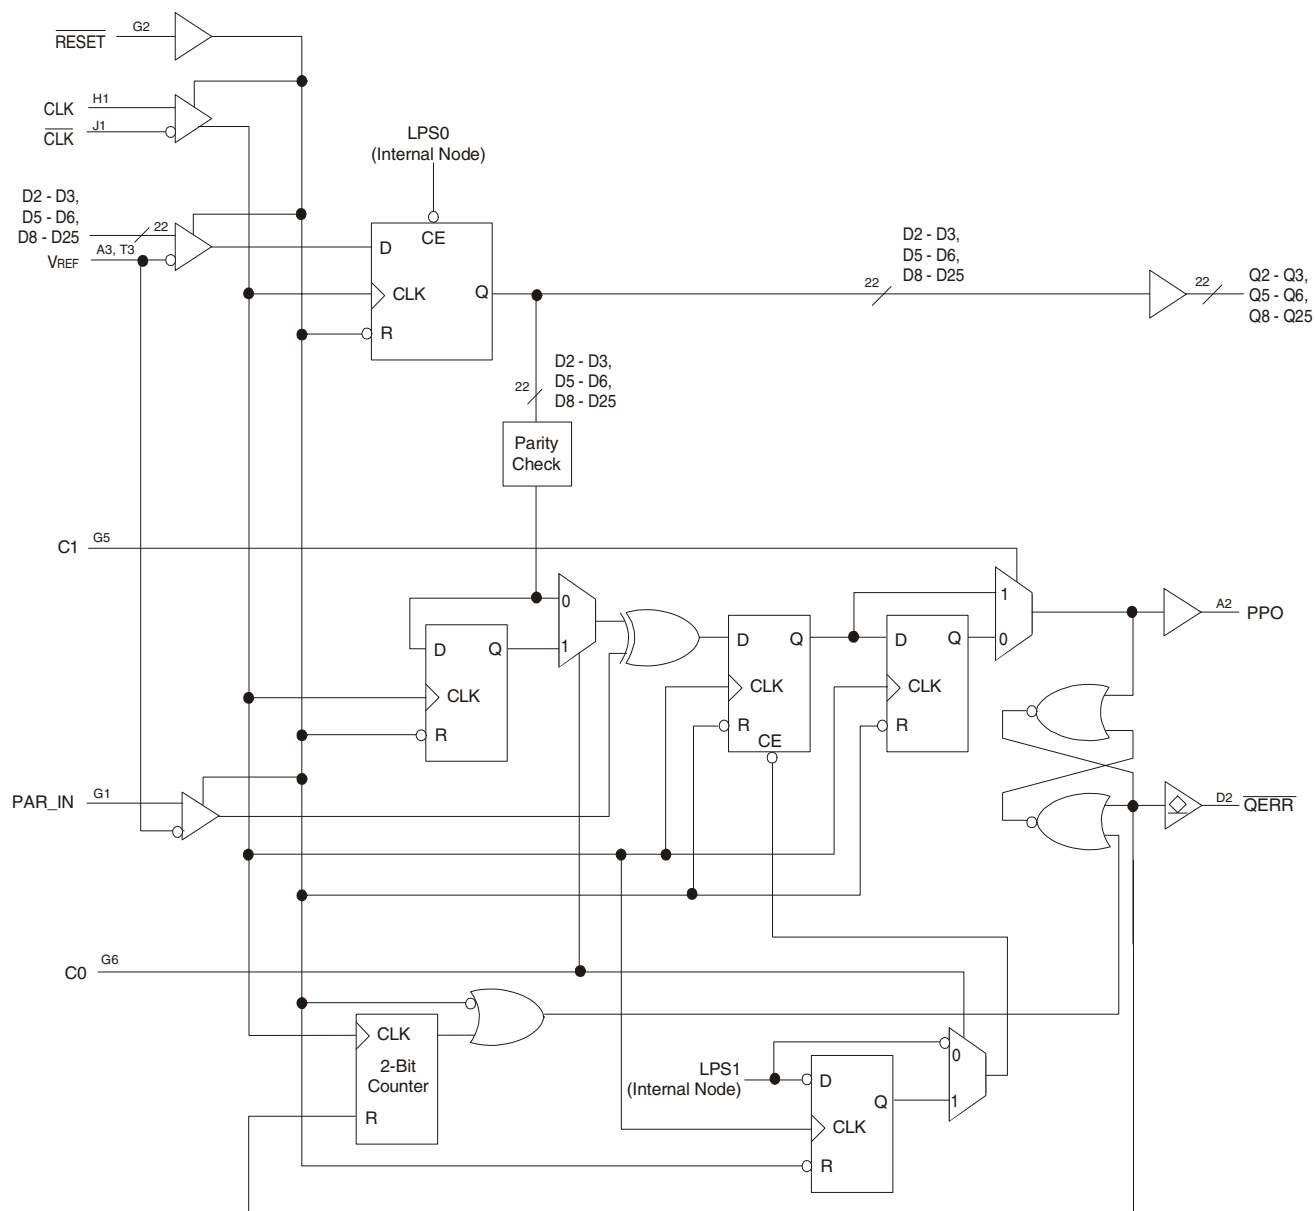 RESET
G2
CLK
H1
CLK
J1
LPS0
(Internal Node)
D2 - D3,
D5 - D6,
D8 - D25
22
VREF
A3, T3
CE
D
CLK
Q
R
D2 - D3,
D5 - D6,
D8 - D25
22
22
Q2 - Q3,
Q5 - Q6,
Q8 - Q25
22
D2 - D3,
D5 - D6,
D8 - D25
Parity
Check
C1
G5
0
1
D
Q
CLK
R
D
Q
CLK
R
CE
D
Q
CLK
R
1
0
A2
PPO
PAR_IN
G1
D2
QERR
C0
G6
CLK
2-Bit
Counter
R
LPS1
(Internal Node)
D
Q
CLK
R
0
1